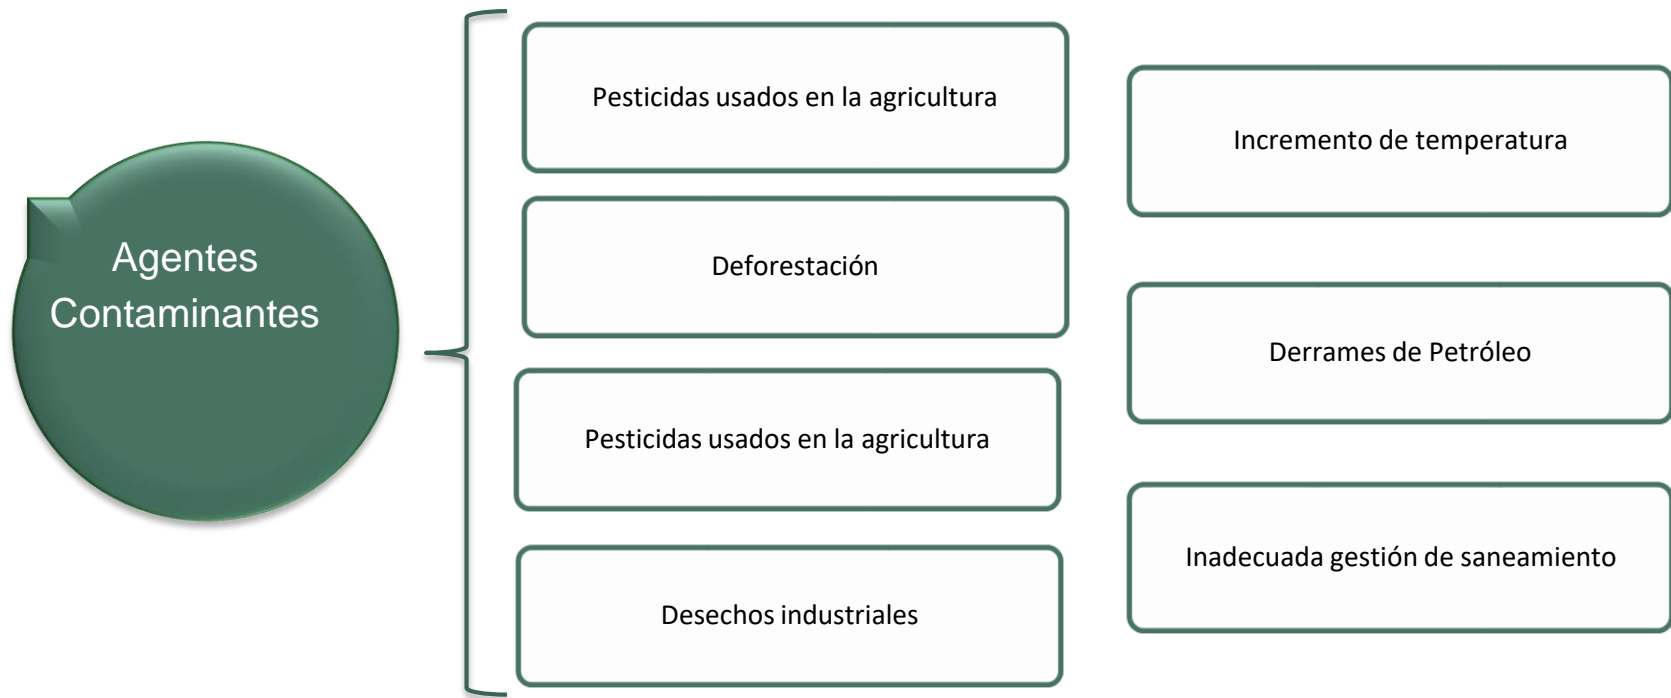 Agentes
Contaminantes
Pesticidas usados en la agricultura
Deforestación
Pesticidas usados en la agricultura
Desechos industriales
Incremento de temperatura
Derrames de Petróleo
Inadecuada gestión de saneamiento